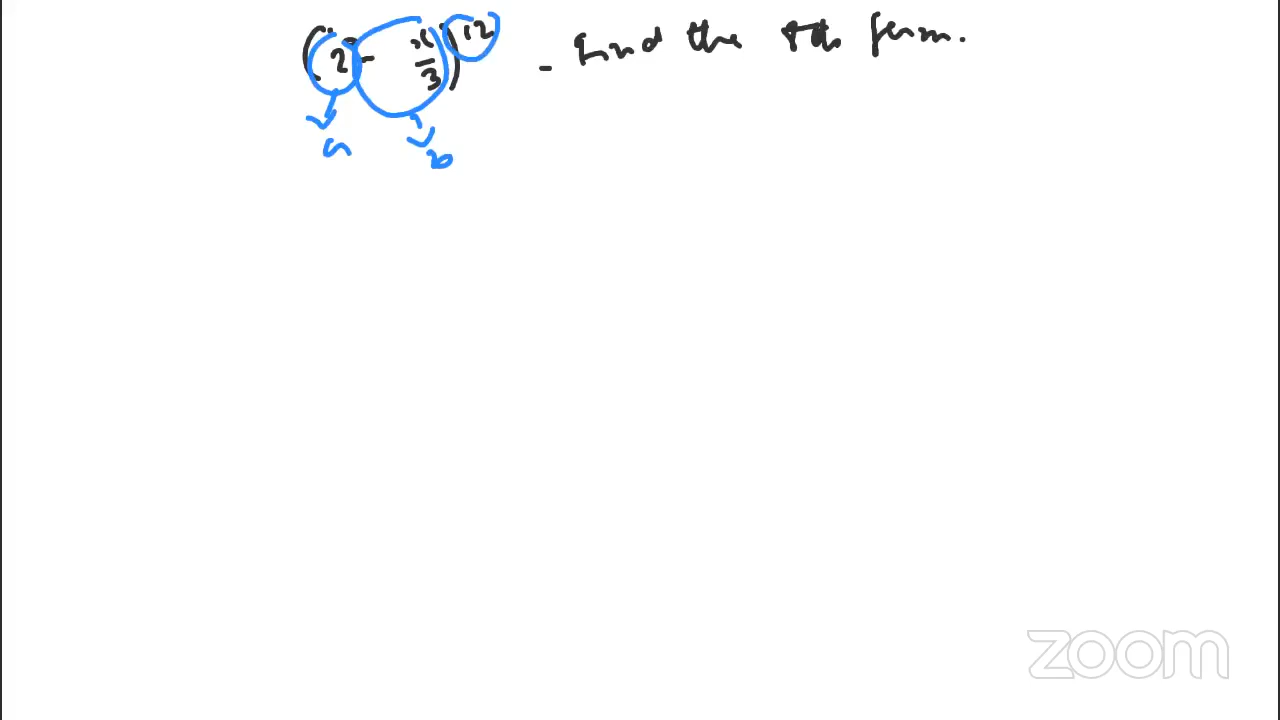 (2 - x/3)^12 - find the 8th term.
a b
zoom